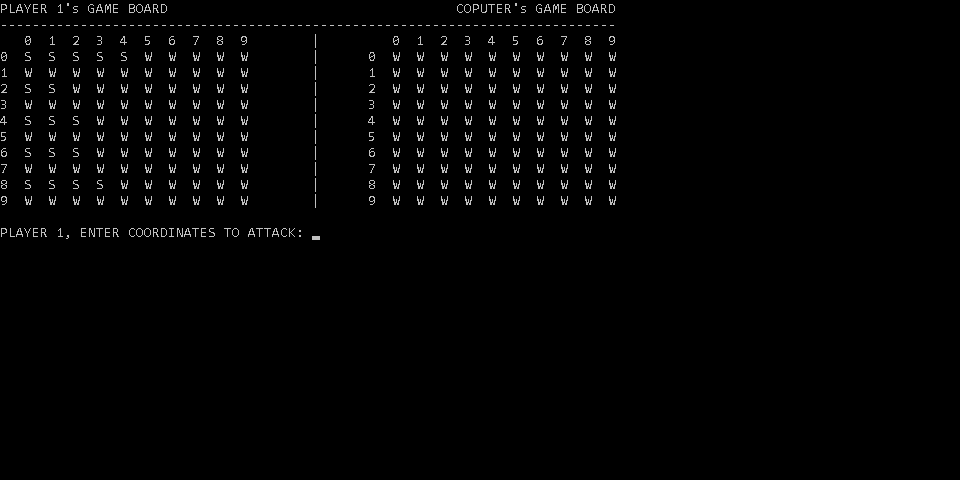 PLAYER 1's GAME BOARD COPUTER's GAME BOARD
-----------------------------------------------------------------------------------------
0 1 2 3 4 5 6 7 8 9 | 0 1 2 3 4 5 6 7 8 9
0 S S S S S W W W W W | 0 W W W W W W W W W W
1 W W W W W W W W W W | 1 W W W W W W W W W W
2 S S W W W W W W W W | 2 W W W W W W W W W W
3 W W W W W W W W W W | 3 W W W W W W W W W W
4 S S S W W W W W W W | 4 W W W W W W W W W W
5 W W W W W W W W W W | 5 W W W W W W W W W W
6 S S S W W W W W W W | 6 W W W W W W W W W W
7 W W W W W W W W W W | 7 W W W W W W W W W W
8 S S S S W W W W W W | 8 W W W W W W W W W W
9 W W W W W W W W W W | 9 W W W W W W W W W W
PLAYER 1, ENTER COORDINATES TO ATTACK: _